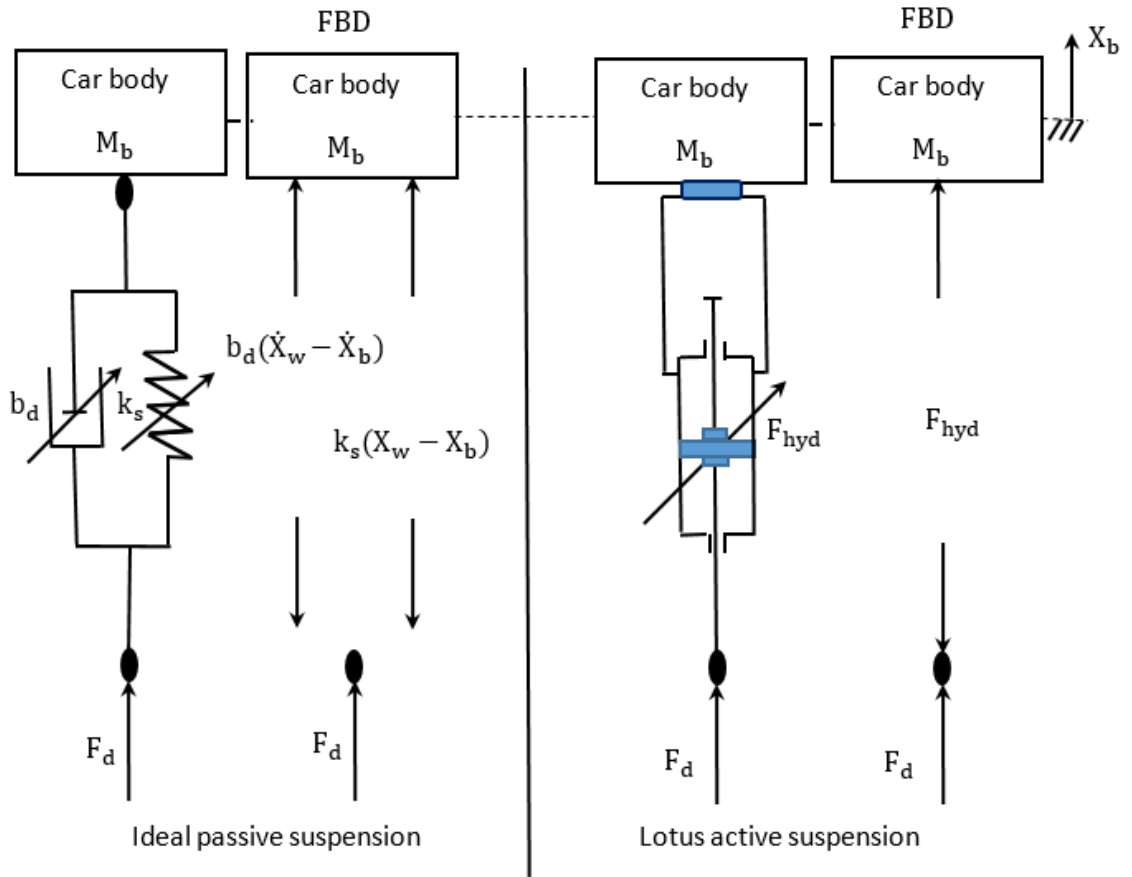 FBD
Car body
M_b
Car body
M_b
b_d
k_s
b_d(Ẋ_w − Ẋ_b)
k_s(X_w − X_b)
F_d
F_d
Ideal passive suspension
FBD
X_b
Car body
M_b
Car body
M_b
F_hyd
F_hyd
F_d
F_d
Lotus active suspension